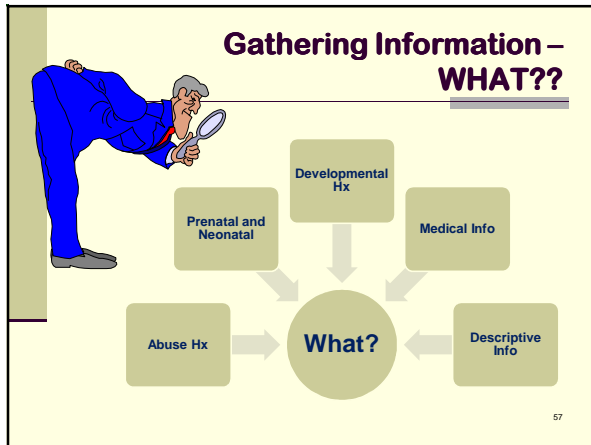 Gathering Information –
WHAT??
Developmental
Hx
Prenatal and
Neonatal
Medical Info
Abuse Hx
What?
Descriptive
Info
57